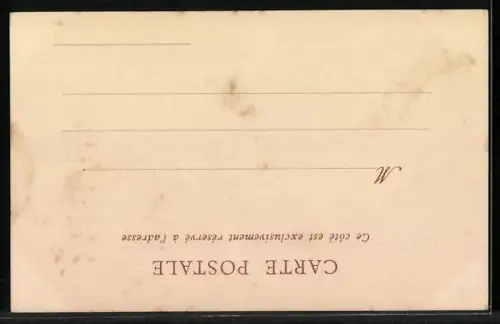 CARTE POSTALE
Ce côté est exclusivement réservé à l'adresse
M